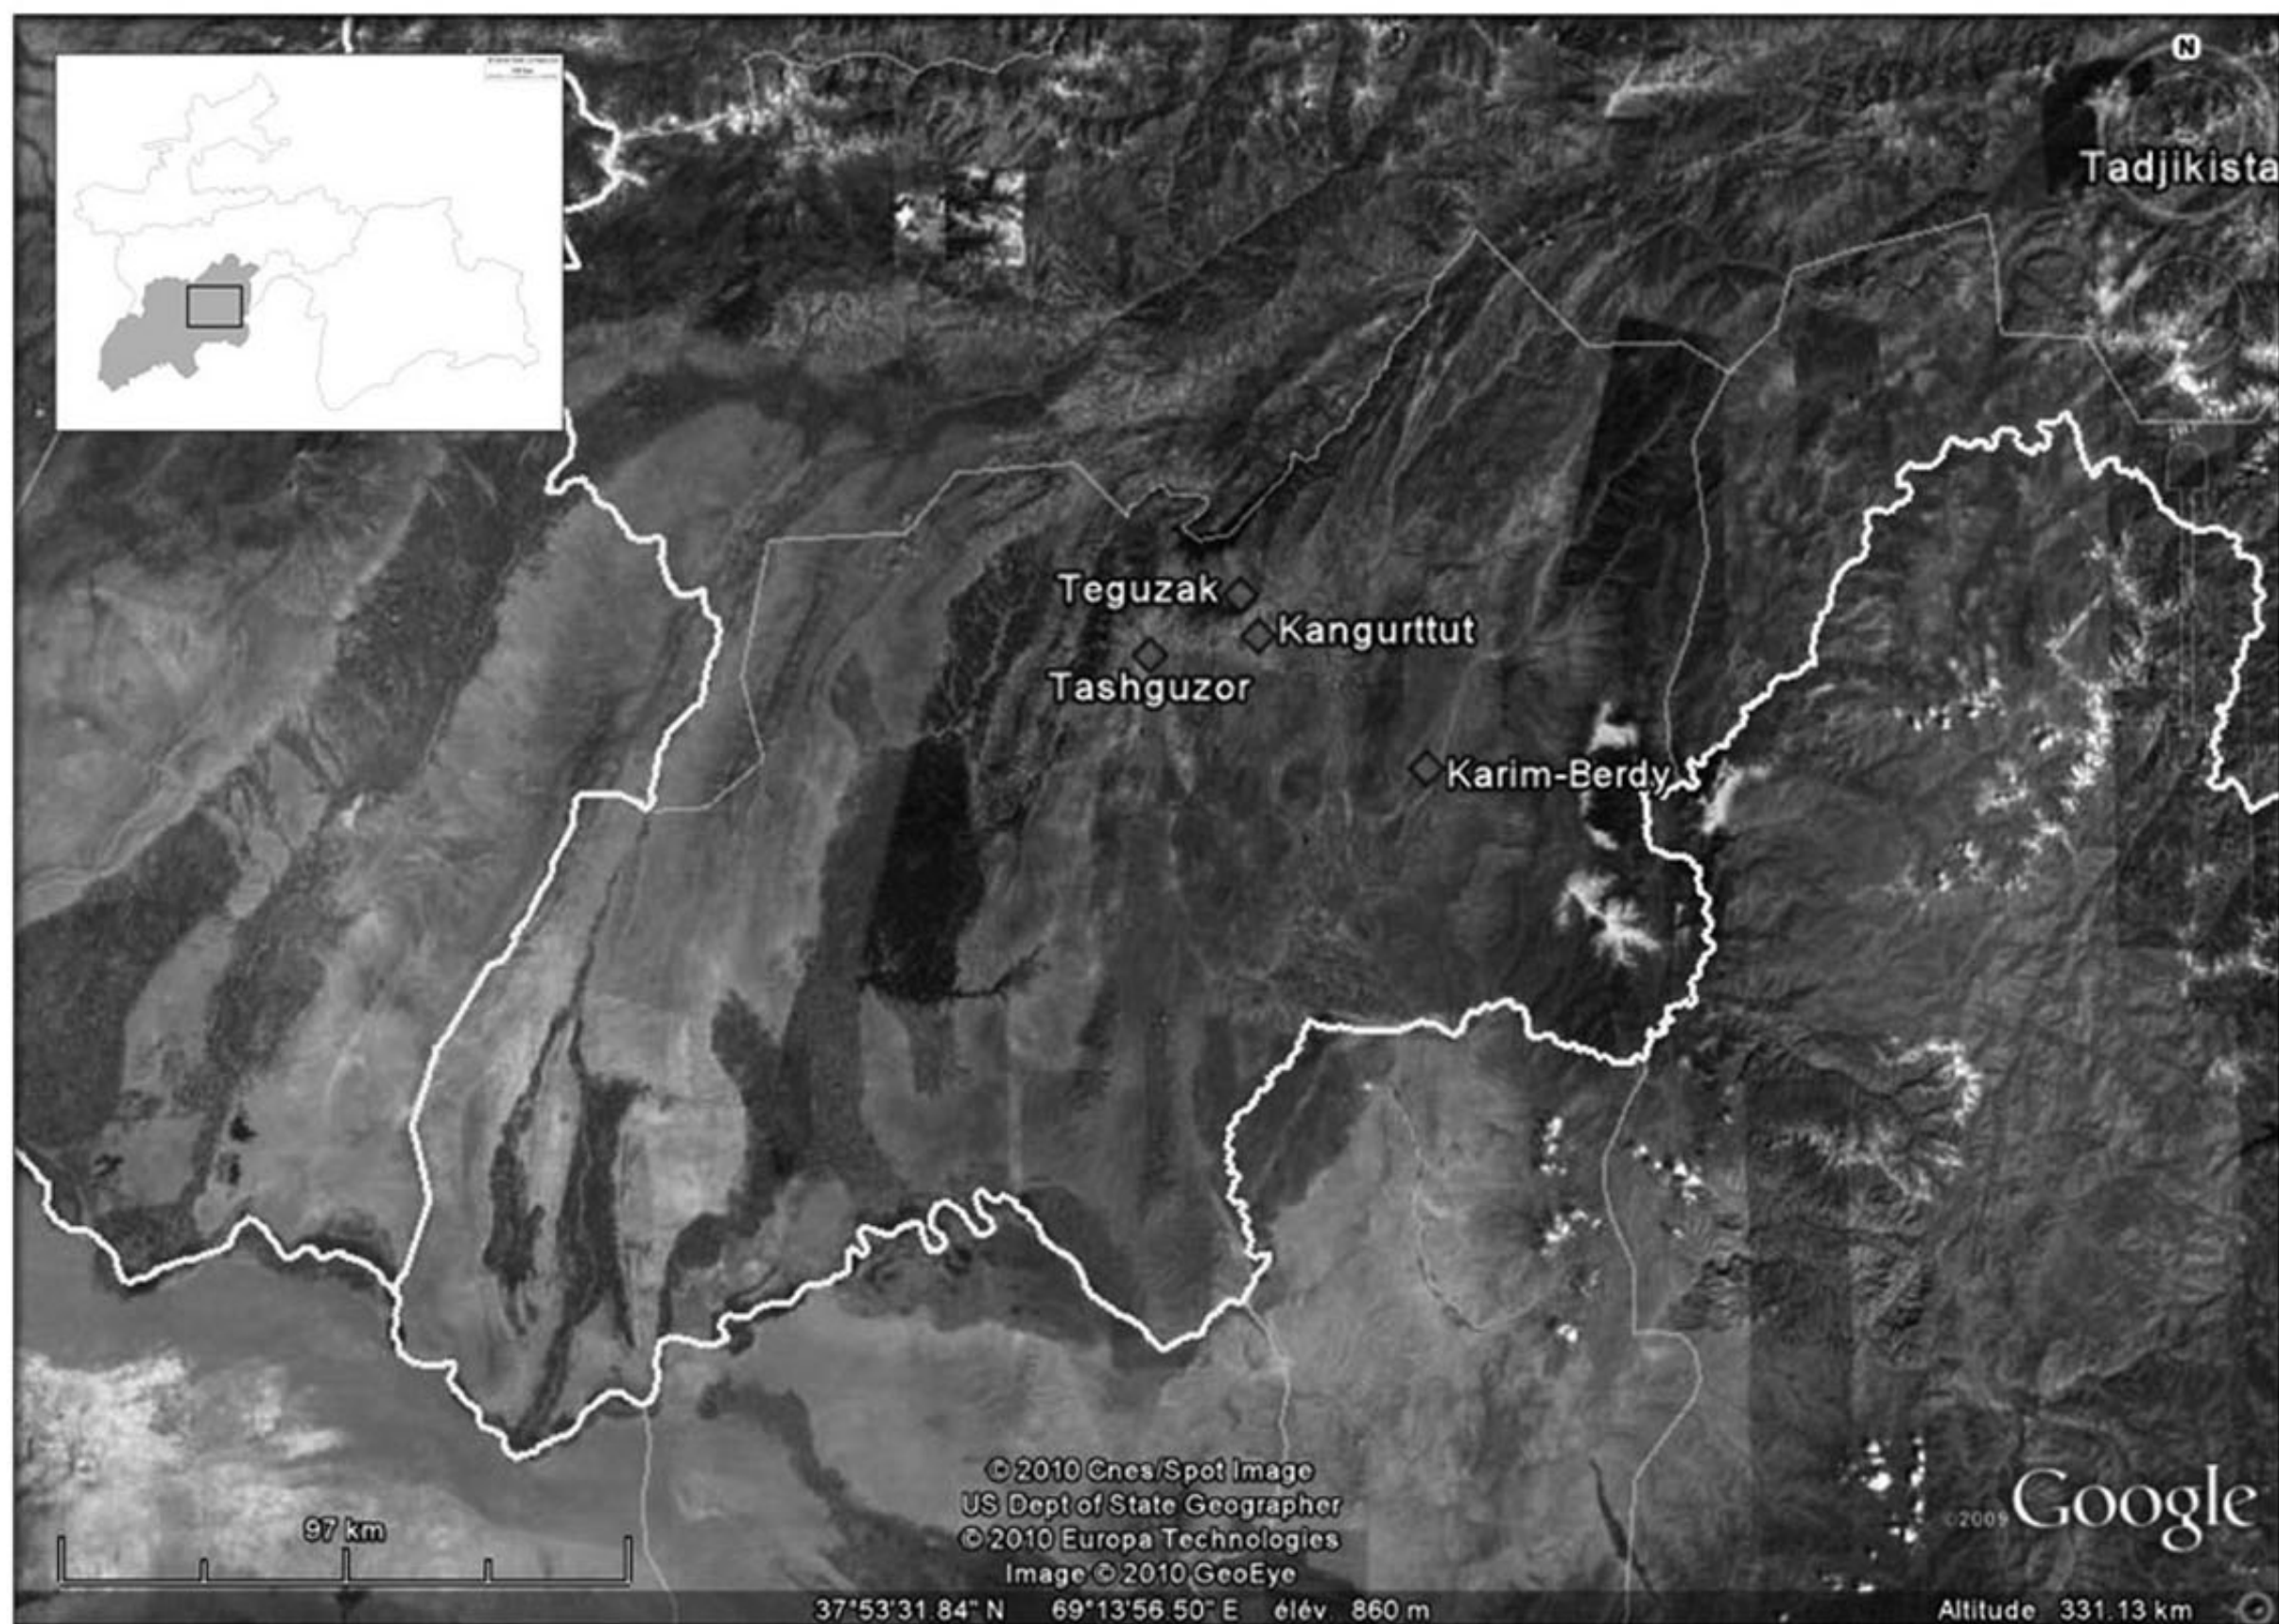 N
Tadjikista
Teguzak
Kangurttut
Tashguzor
Karim-Berdy
© 2010 Cnes/Spot Image
US Dept of State Geographer
© 2010 Europa Technologies
Image © 2010 GeoEye
©2009 Google
97 km
37°53'31.84" N 69°13'56.50" E élév. 860 m
Altitude 331.13 km